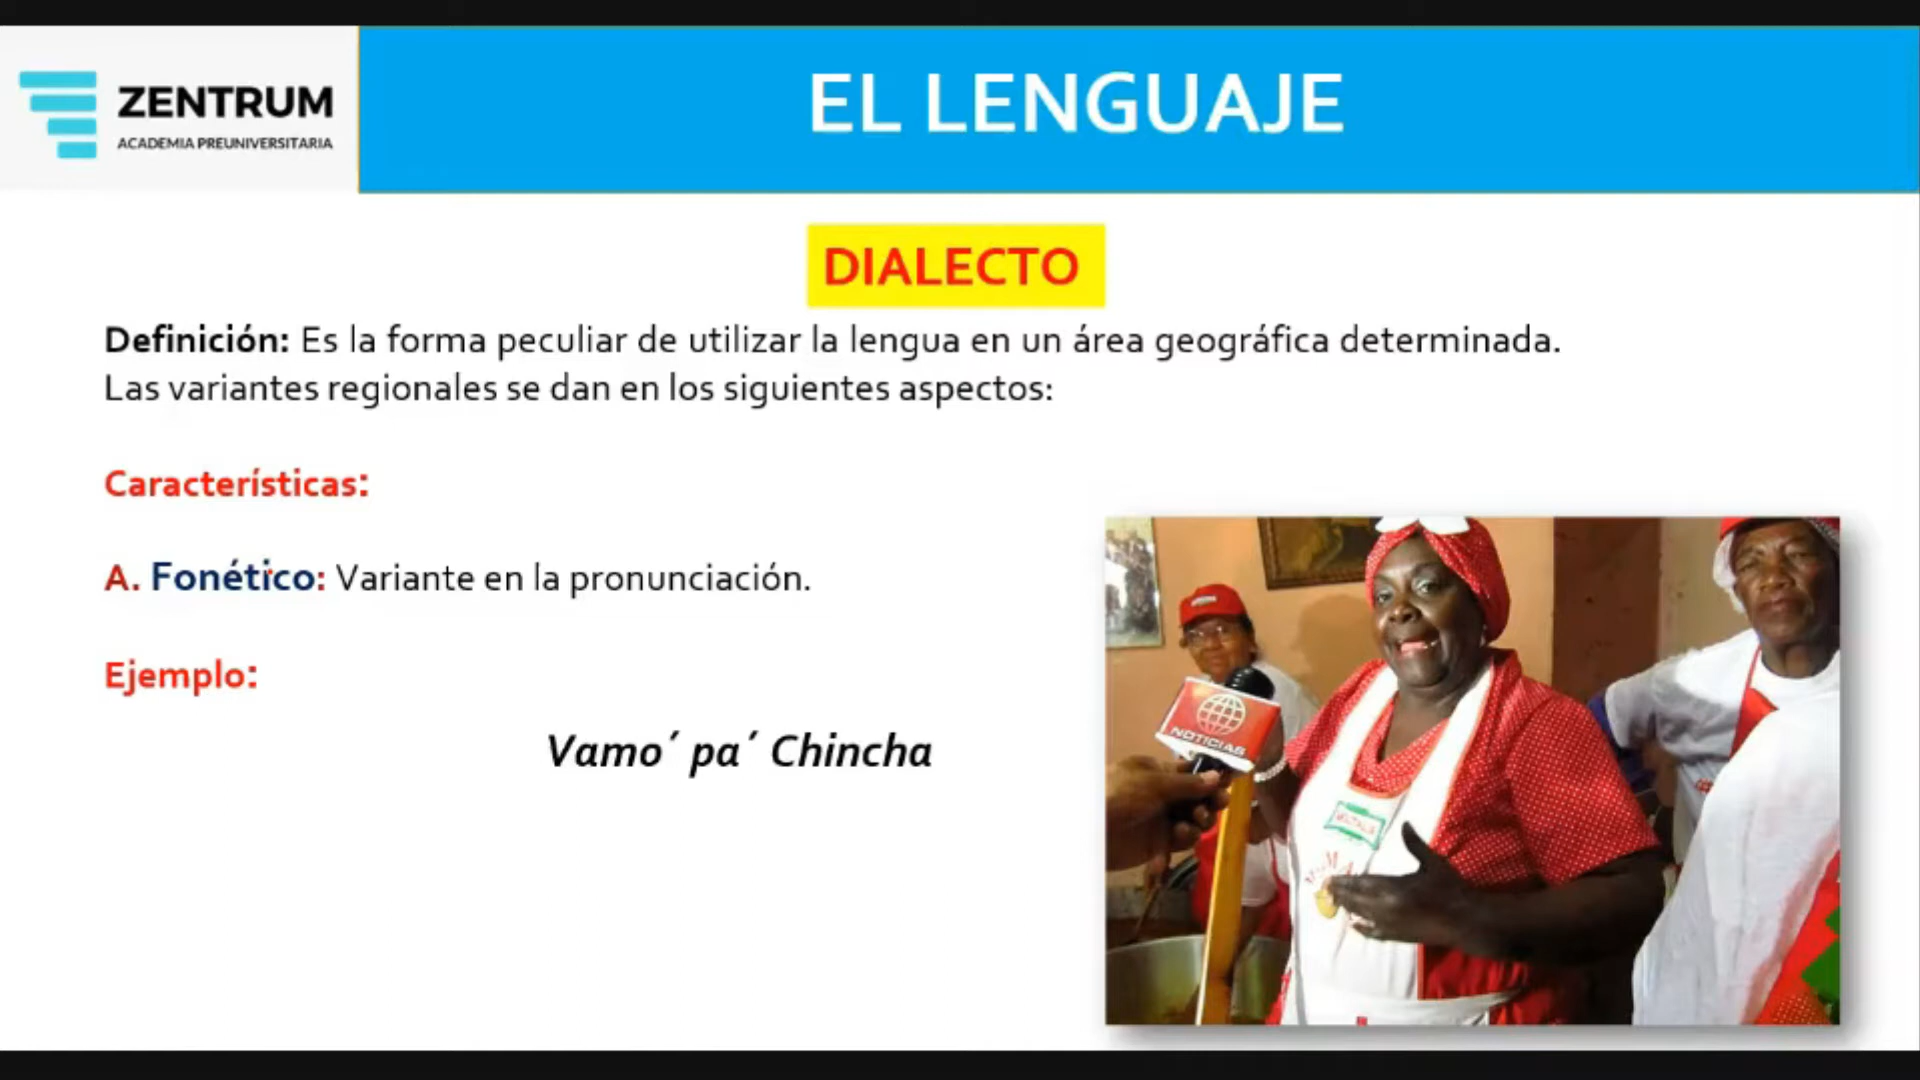 ZENTRUM
ACADEMIA PREUNIVERSITARIA
EL LENGUAJE
DIALECTO
Definición: Es la forma peculiar de utilizar la lengua en un área geográfica determinada.
Las variantes regionales se dan en los siguientes aspectos:
Características:
A. Fonético: Variante en la pronunciación.
Ejemplo:
Vamo´ pa´ Chincha
NOTICIAS